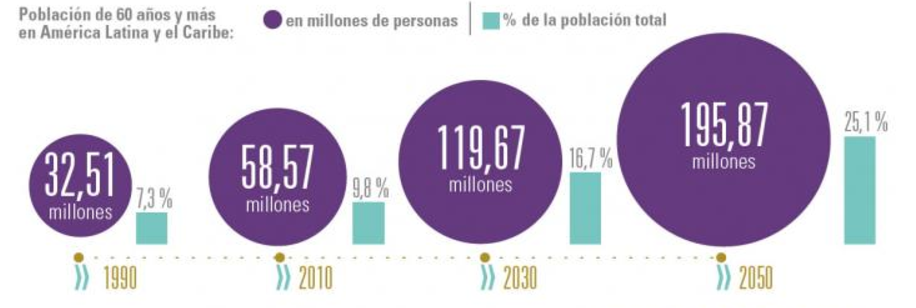 Población de 60 años y más
en América Latina y el Caribe:
en millones de personas
% de la población total
32,51
millones
7,3 %
58,57
millones
9,8 %
119,67
millones
16,7 %
195,87
millones
25,1 %
1990
2010
2030
2050